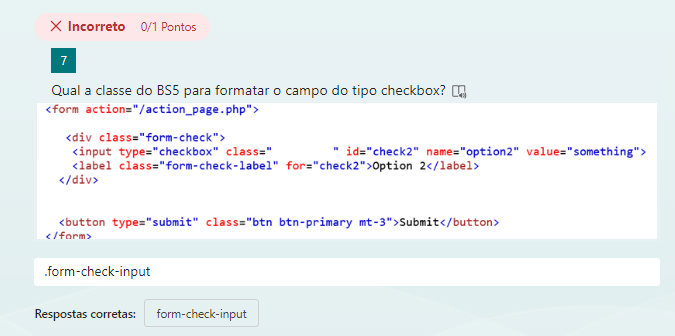 Incorreto 0/1 Pontos
7
Qual a classe do BS5 para formatar o campo do tipo checkbox?
<form action="/action_page.php">
<div class="form-check">
<input type="checkbox" class=" " id="check2" name="option2" value="something">
<label class="form-check-label" for="check2">Option 2</label>
</div>
<button type="submit" class="btn btn-primary mt-3">Submit</button>
</form>
.form-check-input
Respostas corretas: form-check-input